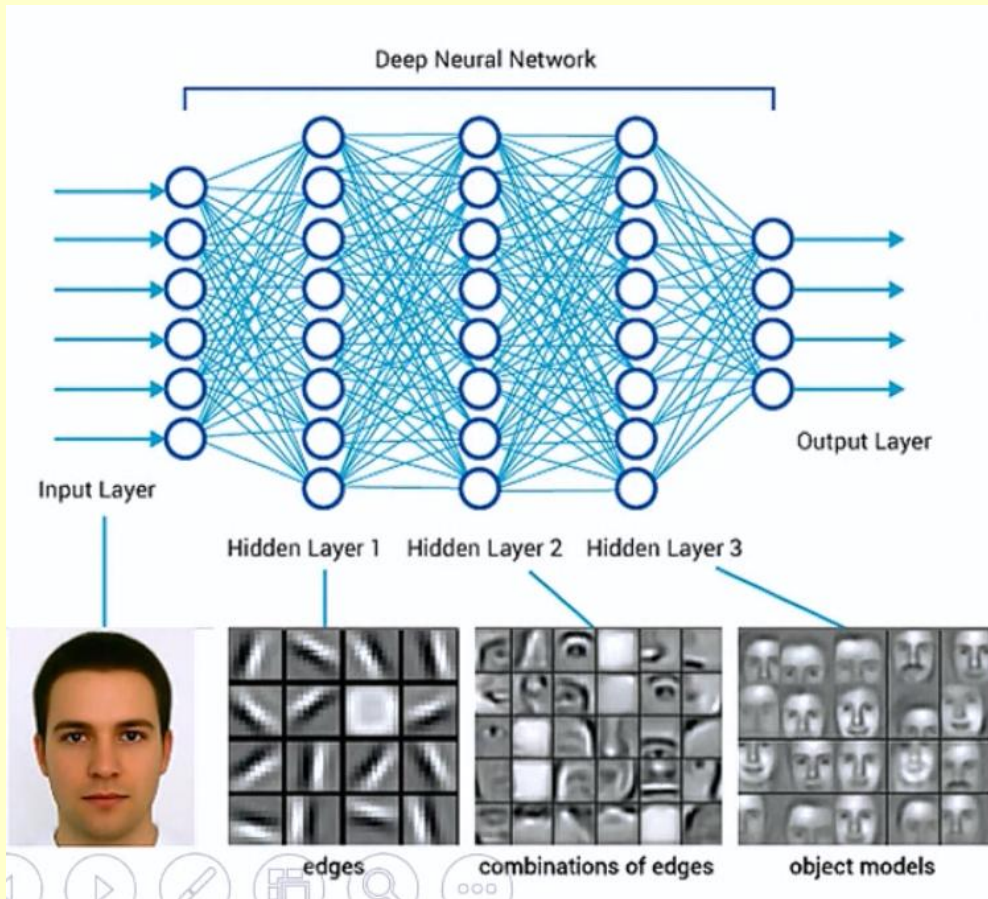 Deep Neural Network
Output Layer
Input Layer
Hidden Layer 1 Hidden Layer 2 Hidden Layer 3
edges combinations of edges object models